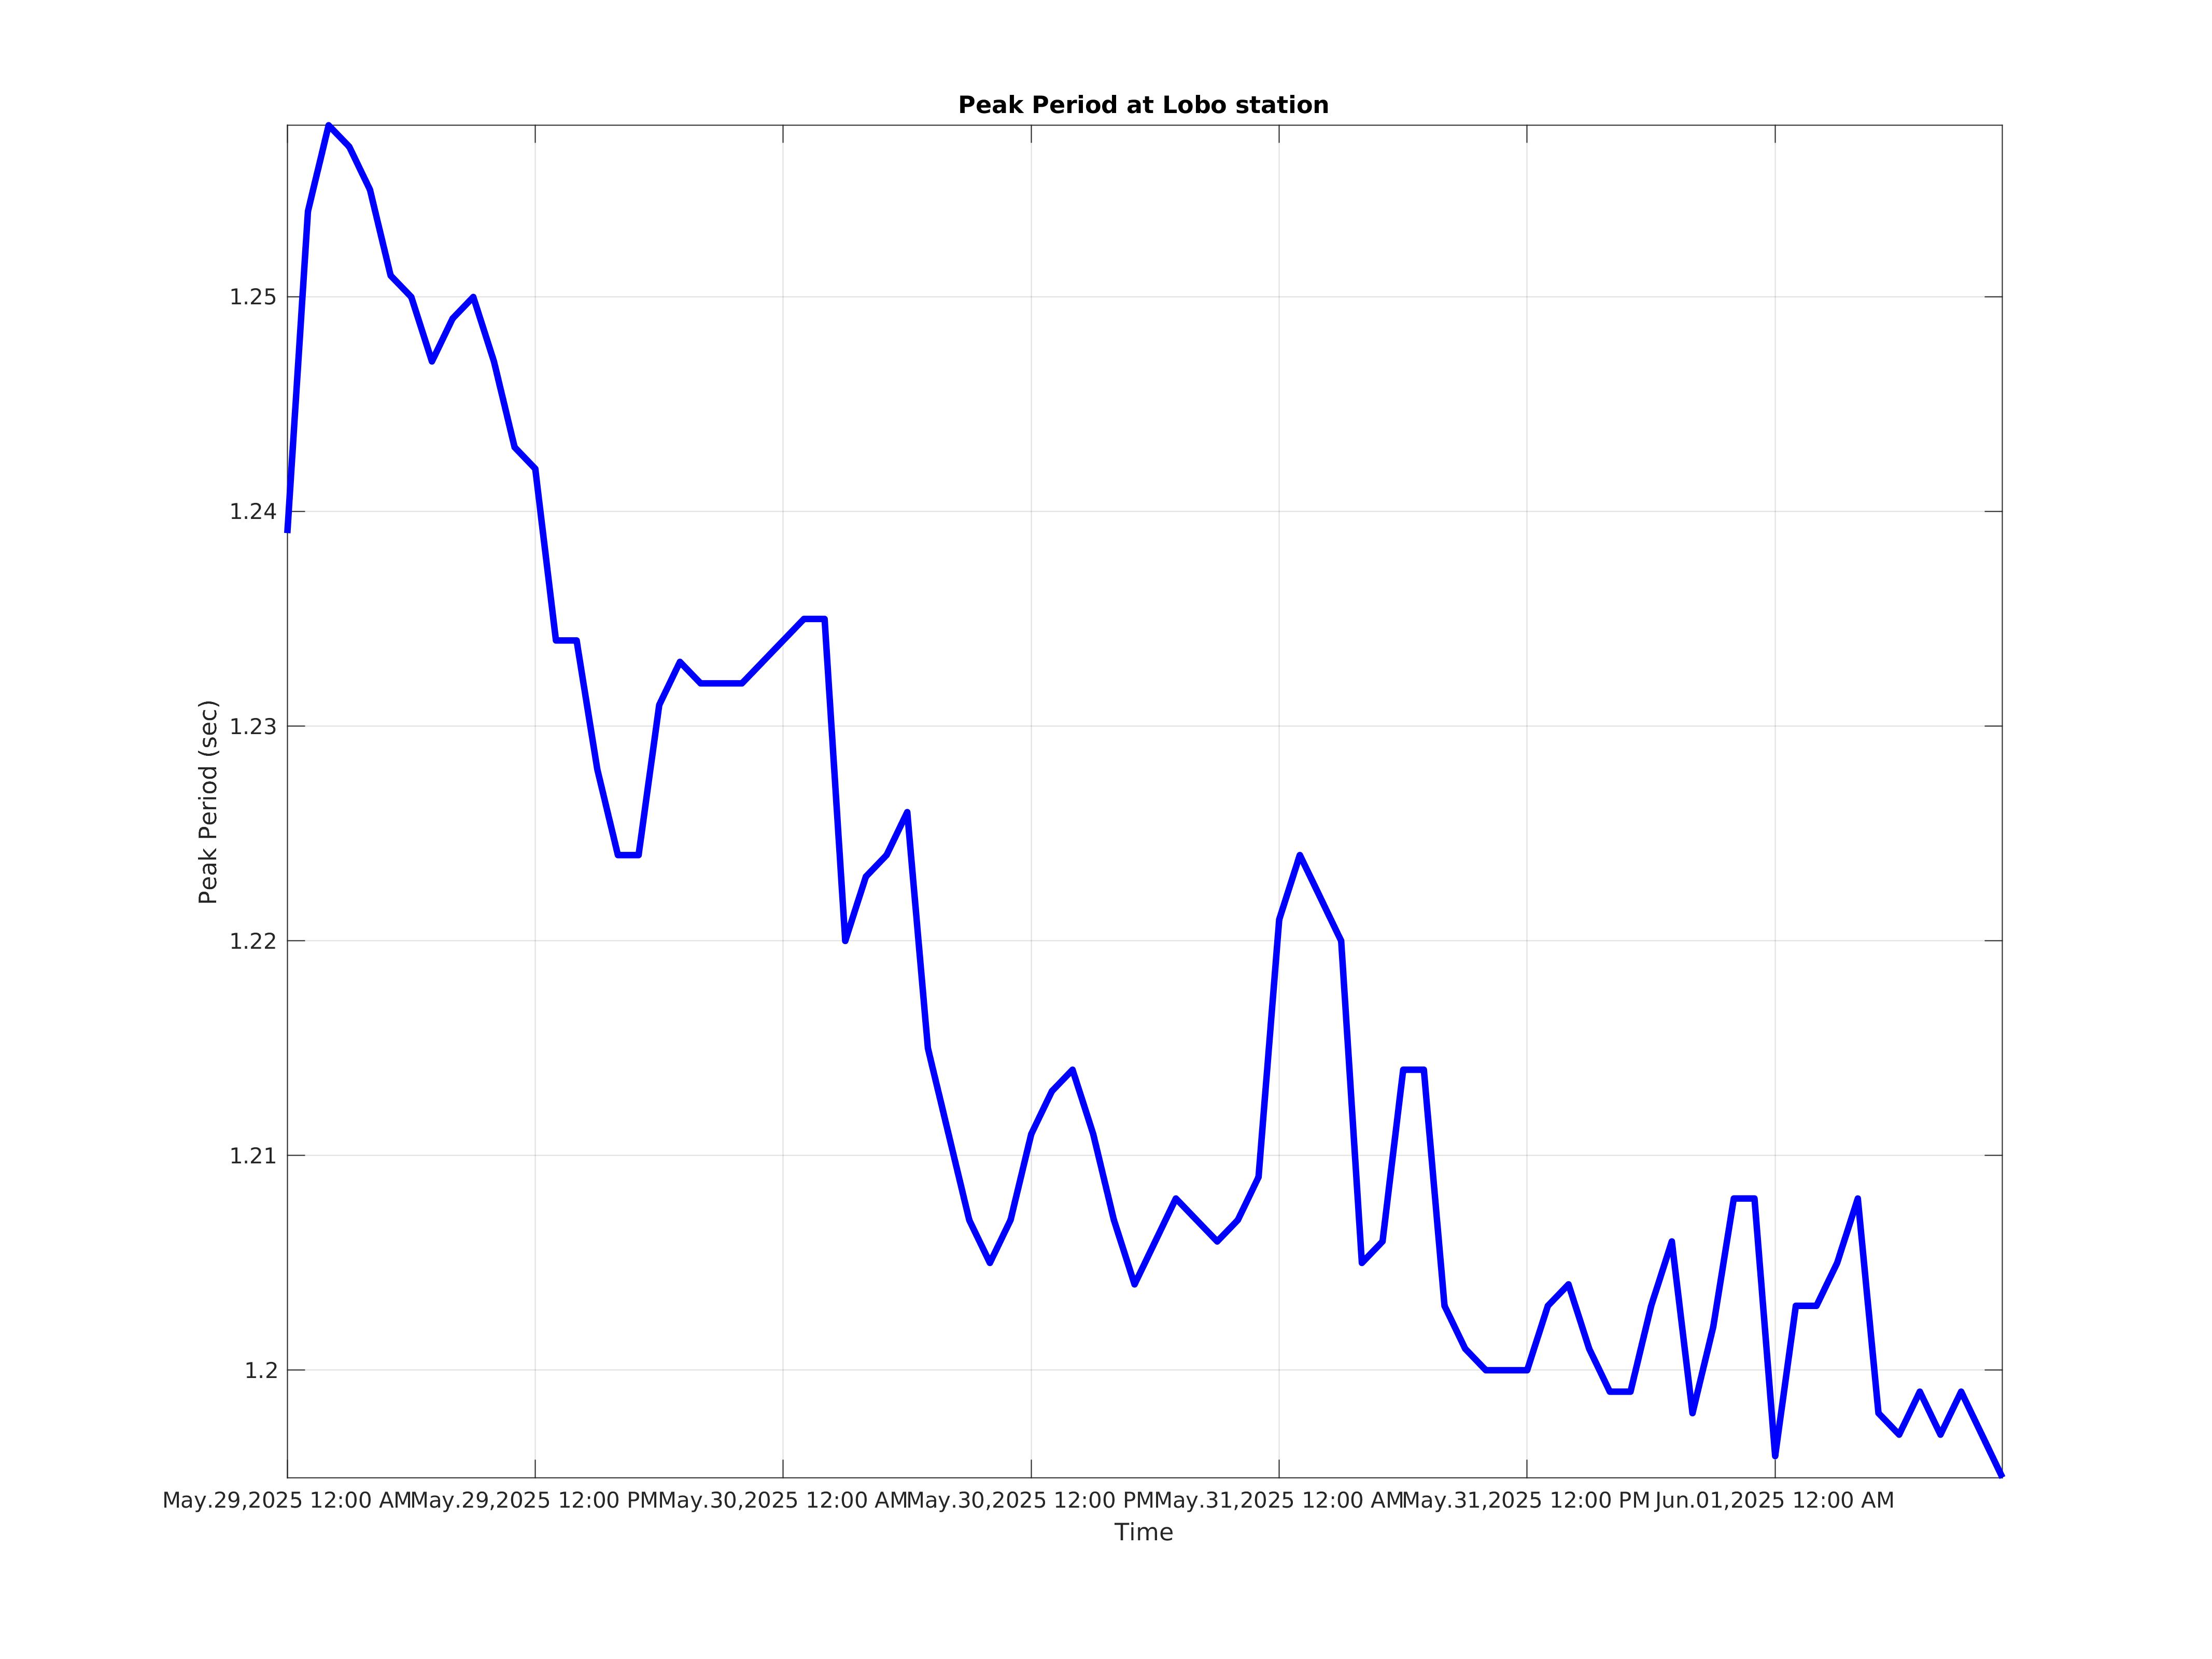 Peak Period at Lobo station
Peak Period (sec)
1.25
1.24
1.23
1.22
1.21
1.2
May.29,2025 12:00 AM May.29,2025 12:00 PM May.30,2025 12:00 AM May.30,2025 12:00 PM May.31,2025 12:00 AM May.31,2025 12:00 PM Jun.01,2025 12:00 AM
Time